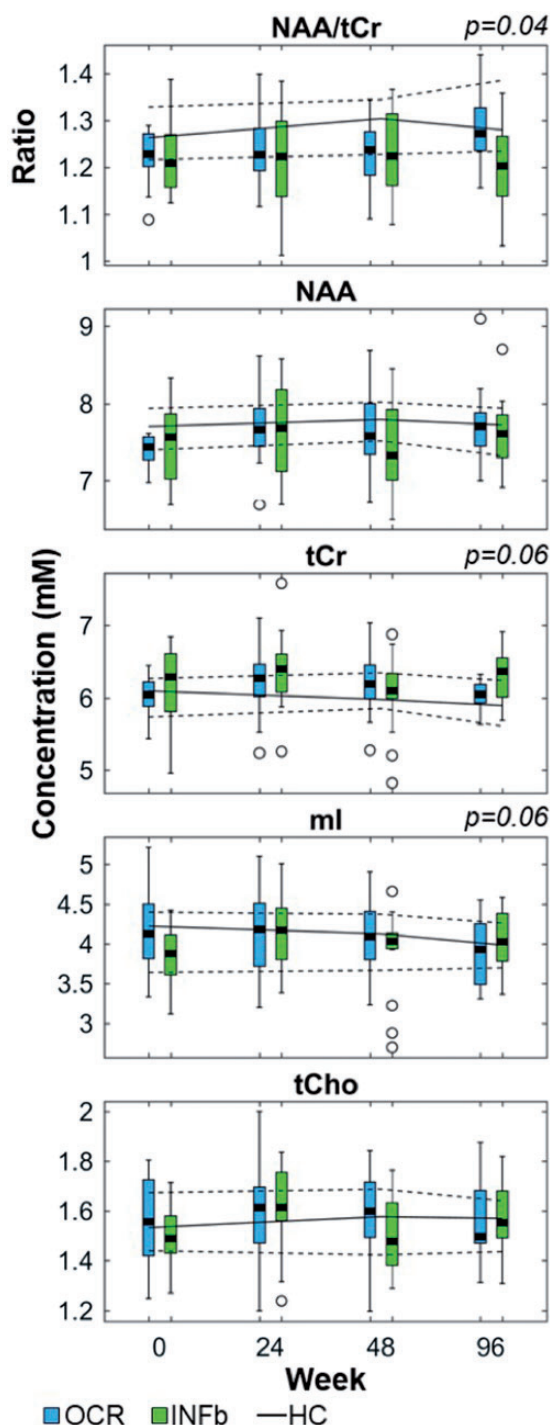 NAA/tCr p=0.04
1.4
1.3
1.2
1.1
1
Ratio
NAA
9
8
7
tCr p=0.06
7
6
5
Concentration (mM)
mI p=0.06
5
4.5
4
3.5
3
tCho
2
1.8
1.6
1.4
1.2
0 24 48 96
Week
OCR INFb HC